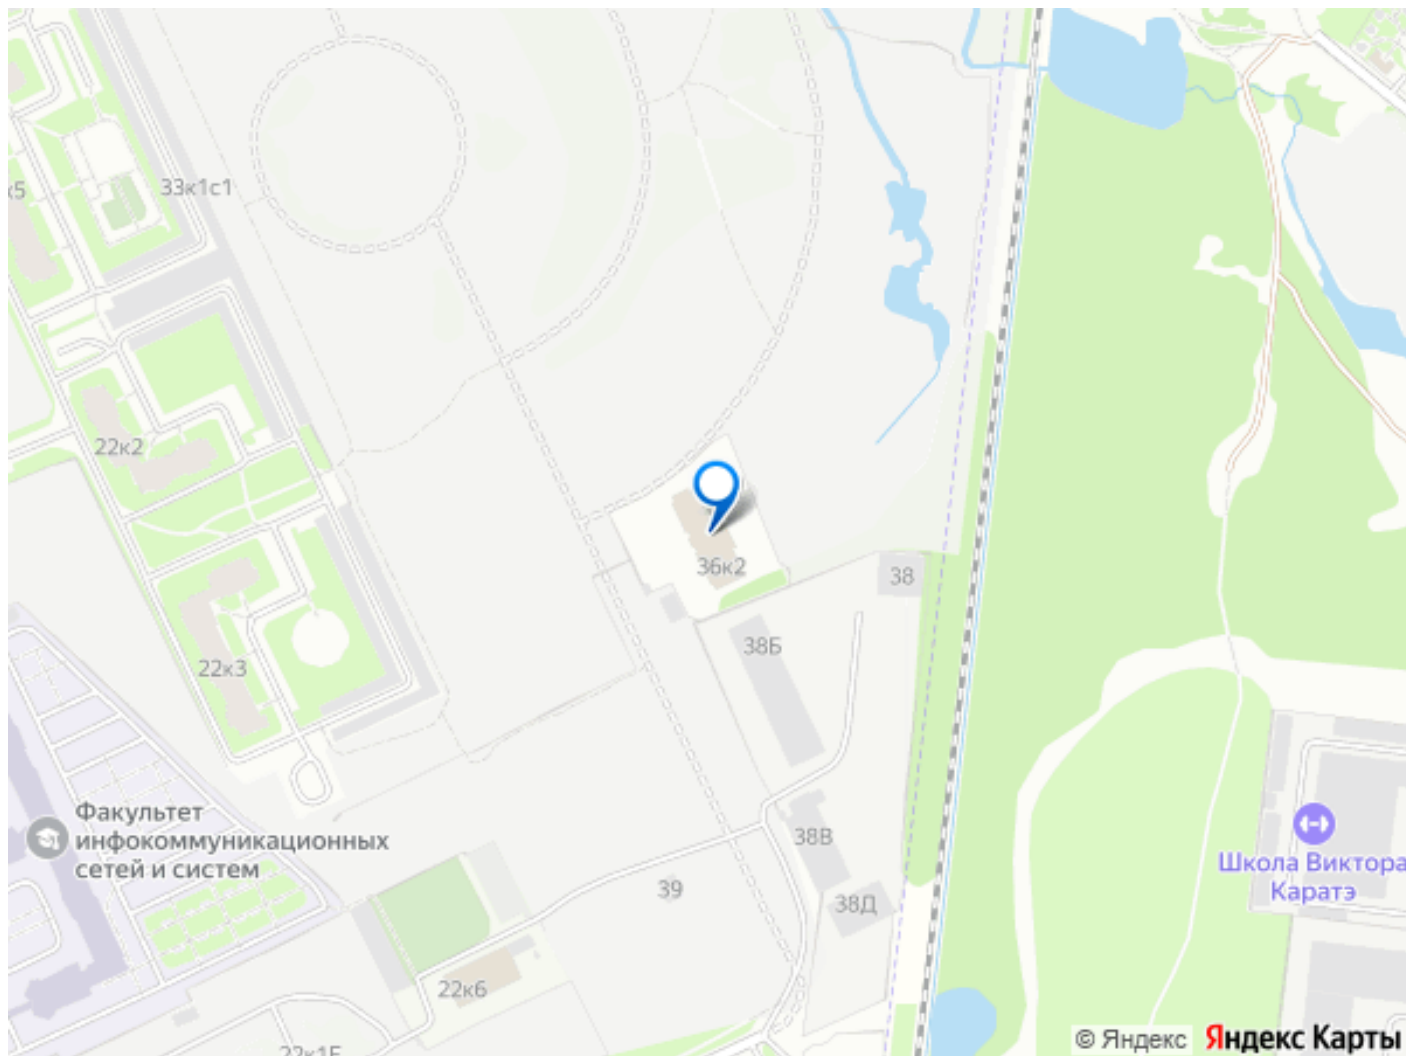 к5
33к1с1
22к2
36к2
38
38Б
22к3
Факультет
инфокоммуникационных
сетей и систем
38В
Школа Виктора
Каратэ
39
38Д
22к6
© Яндекс Яндекс Карты